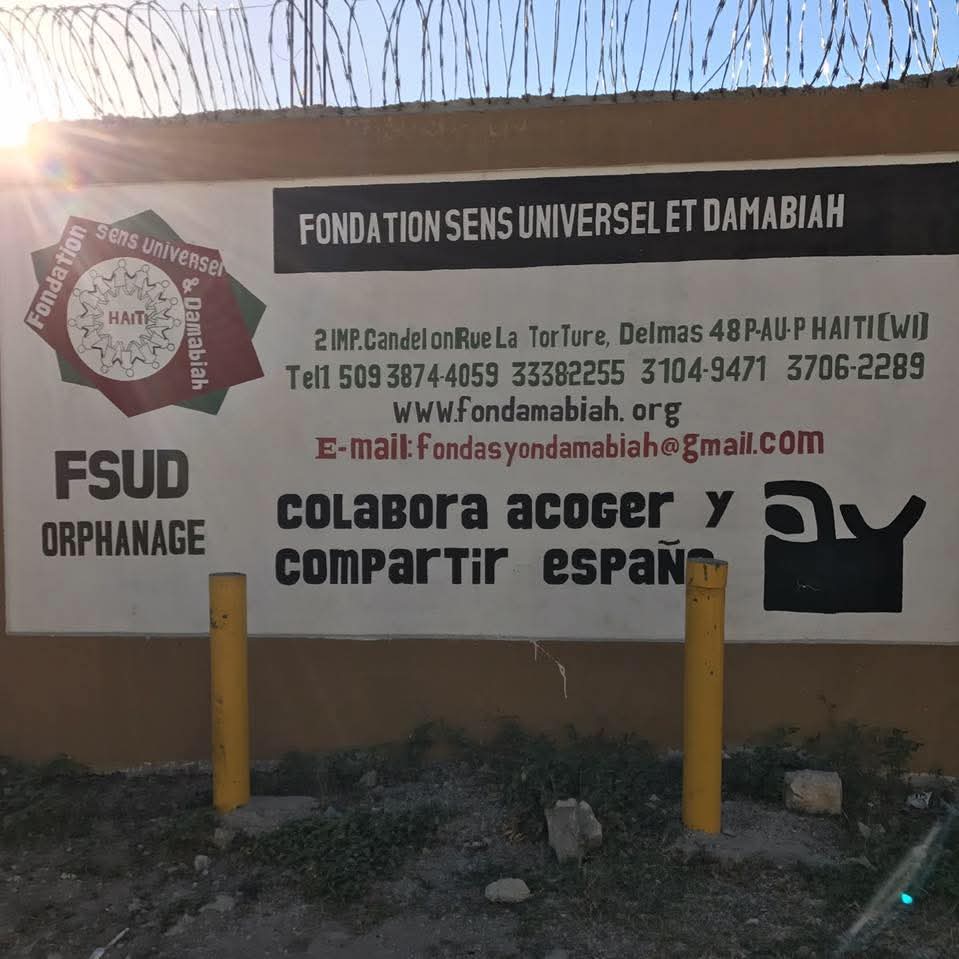 FONDATION SENS UNIVERSEL ET DAMABIAH
Fondation sens universel & Damabiah
HAITI
2 IMP. Candelon Rue La TorTure, Delmas 48 P-AU-P HAITI (WI)
Tel1 509 3874-4059 33382255 3104-9471 3706-2289
WWW.fondamabiah.org
E-mail: fondasyondamabiah@gmail.com
FSUD
ORPHANAGE
coLabora acoger y
compartir españa
ay